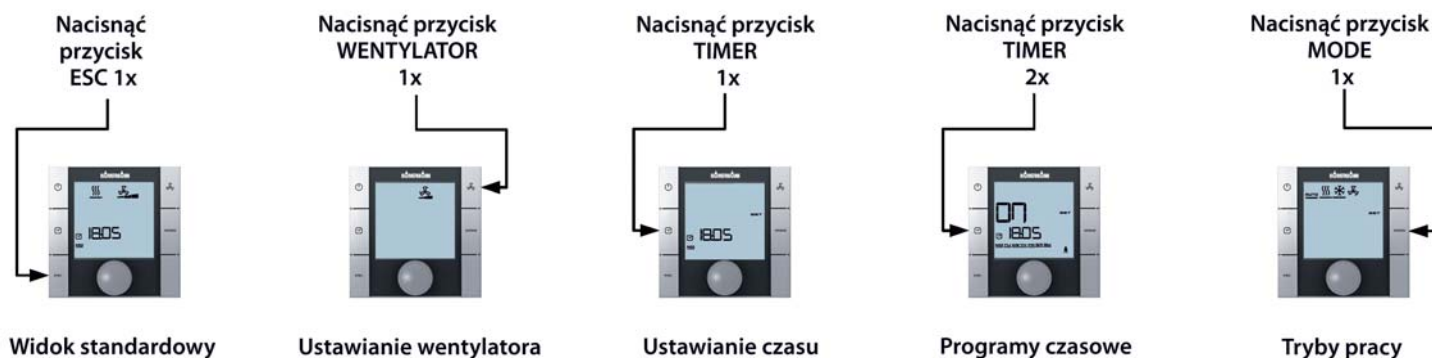 Nacisnąć
przycisk
ESC 1x
Nacisnąć przycisk
WENTYLATOR
1x
Nacisnąć przycisk
TIMER
1x
Nacisnąć przycisk
TIMER
2x
Nacisnąć przycisk
MODE
1x
18:05
18:05
ON
18:05
Widok standardowy
Ustawianie wentylatora
Ustawianie czasu
Programy czasowe
Tryby pracy